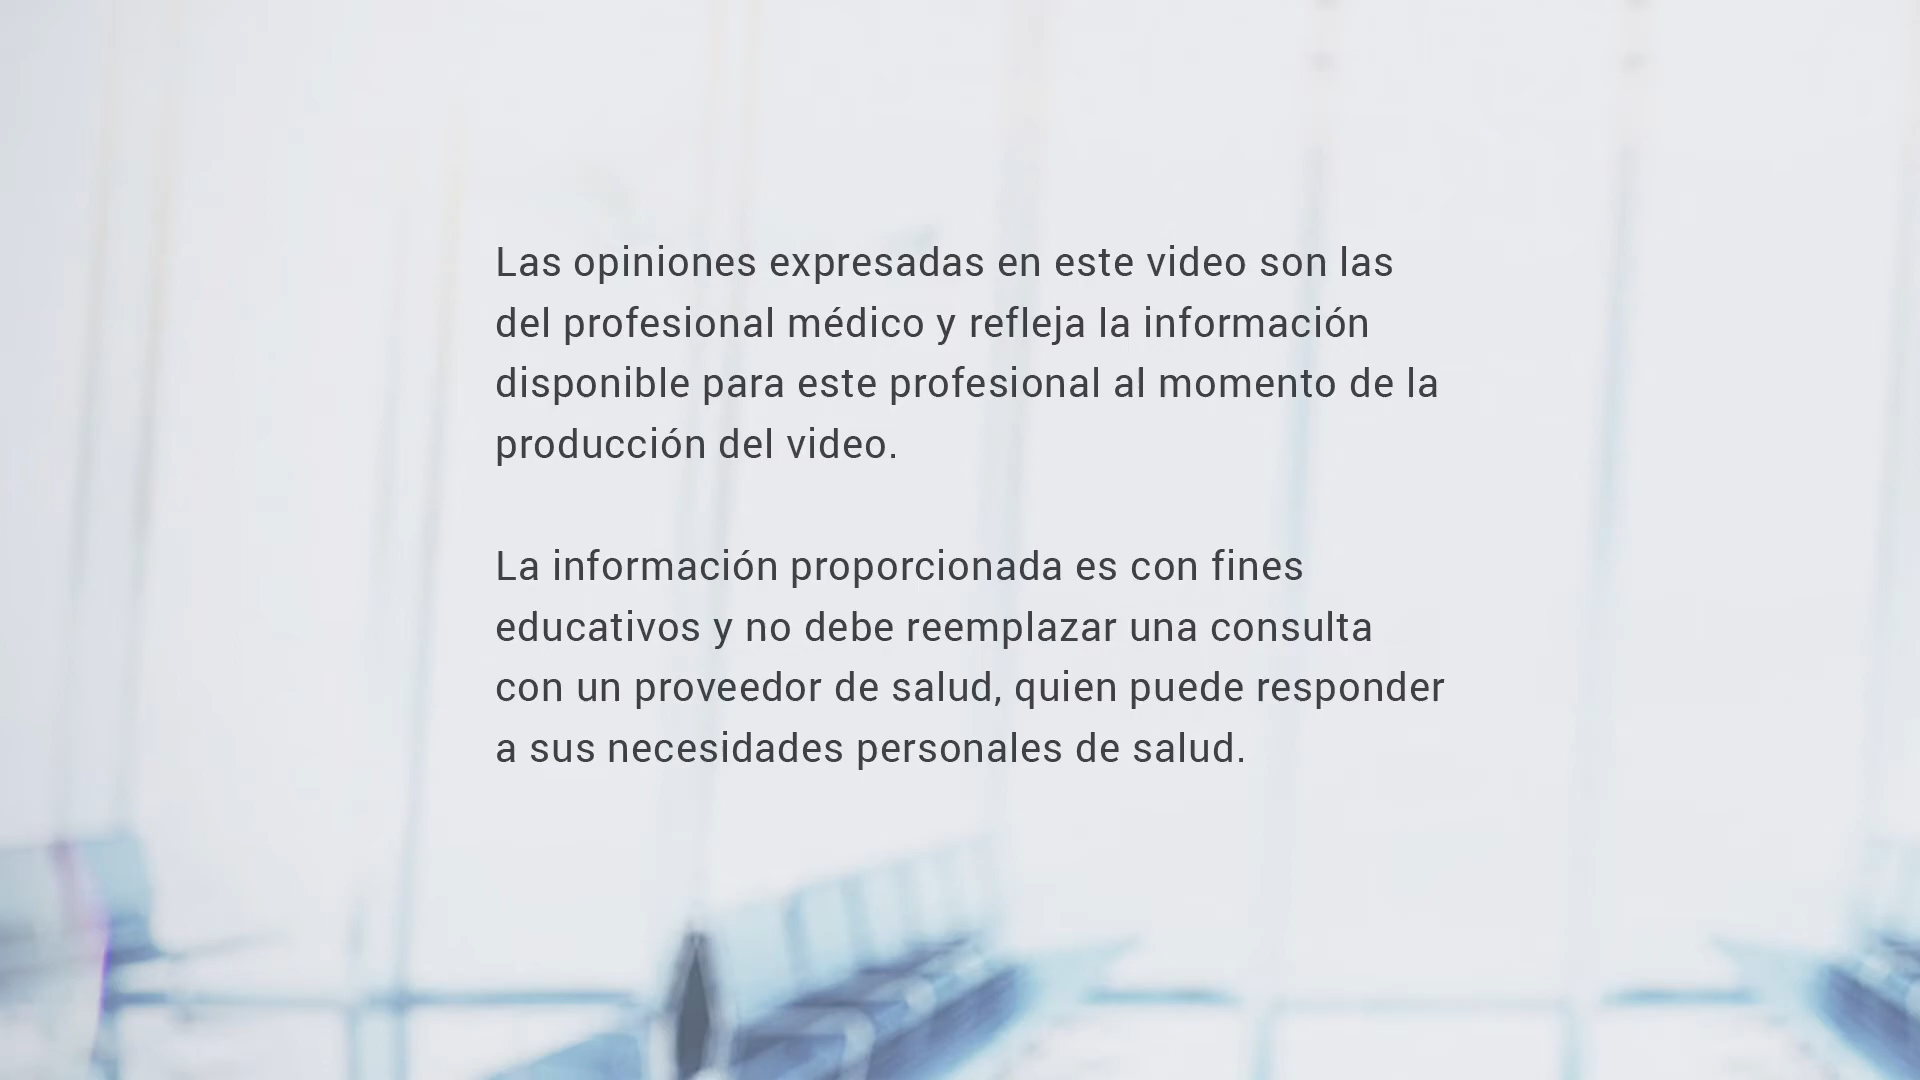 Las opiniones expresadas en este video son las
del profesional médico y refleja la información
disponible para este profesional al momento de la
producción del video.
La información proporcionada es con fines
educativos y no debe reemplazar una consulta
con un proveedor de salud, quien puede responder
a sus necesidades personales de salud.